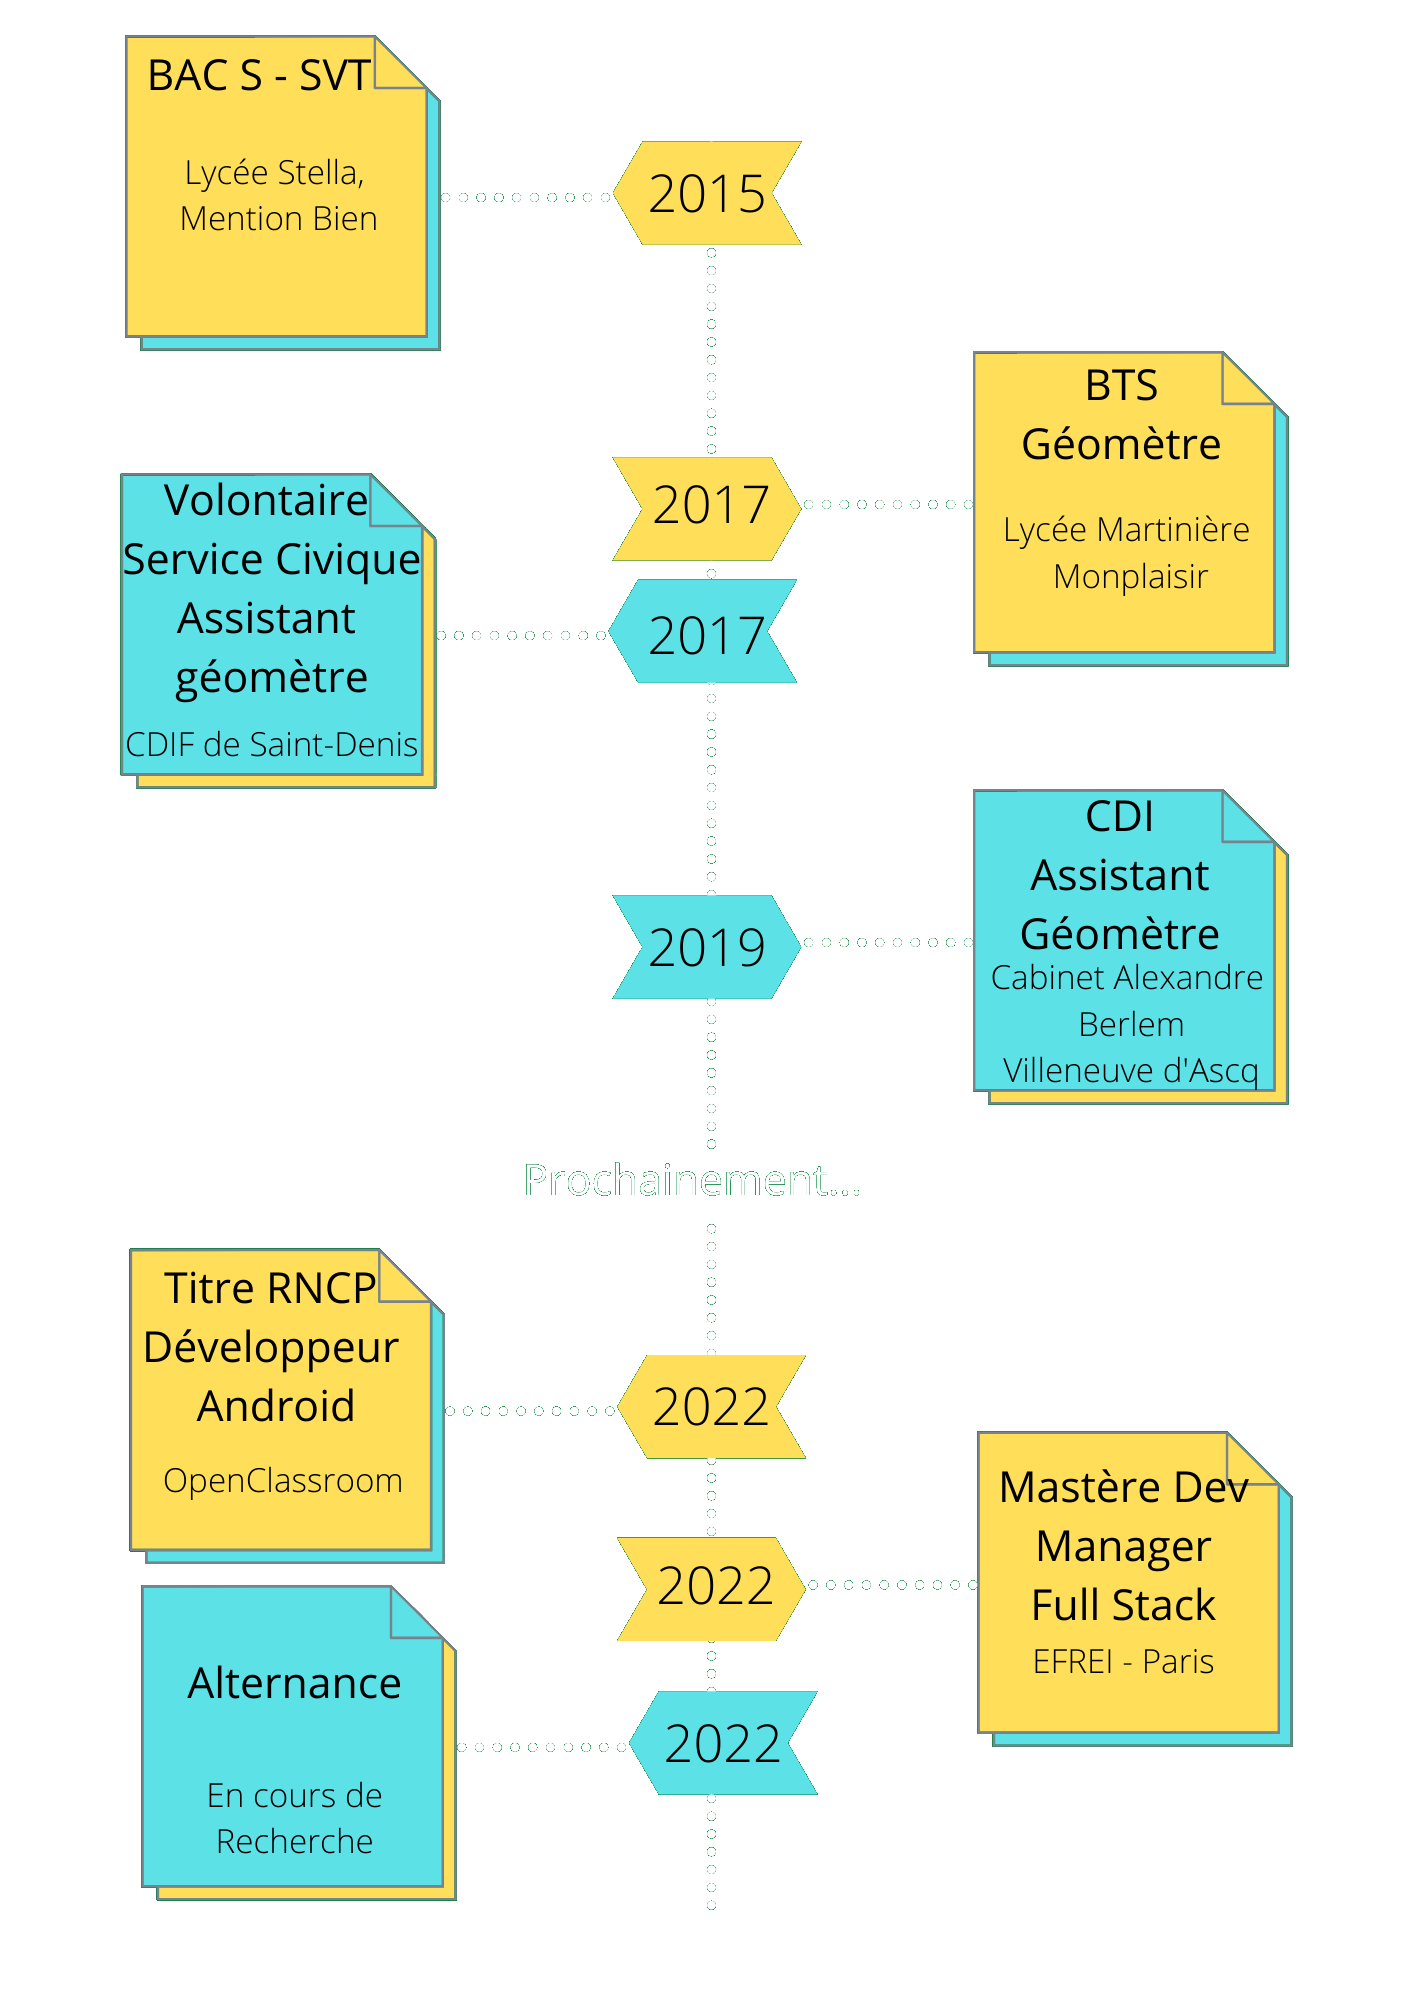 BAC S - SVT
Lycée Stella,
Mention Bien
2015
BTS
Géomètre
Lycée Martinière
Monplaisir
2017
Volontaire
Service Civique
Assistant
géomètre
CDIF de Saint-Denis
2017
CDI
Assistant
Géomètre
Cabinet Alexandre
Berlem
Villeneuve d'Ascq
2019
Prochainement...
Titre RNCP
Développeur
Android
OpenClassroom
2022
Mastère Dev
Manager
Full Stack
EFREI - Paris
2022
Alternance
En cours de
Recherche
2022